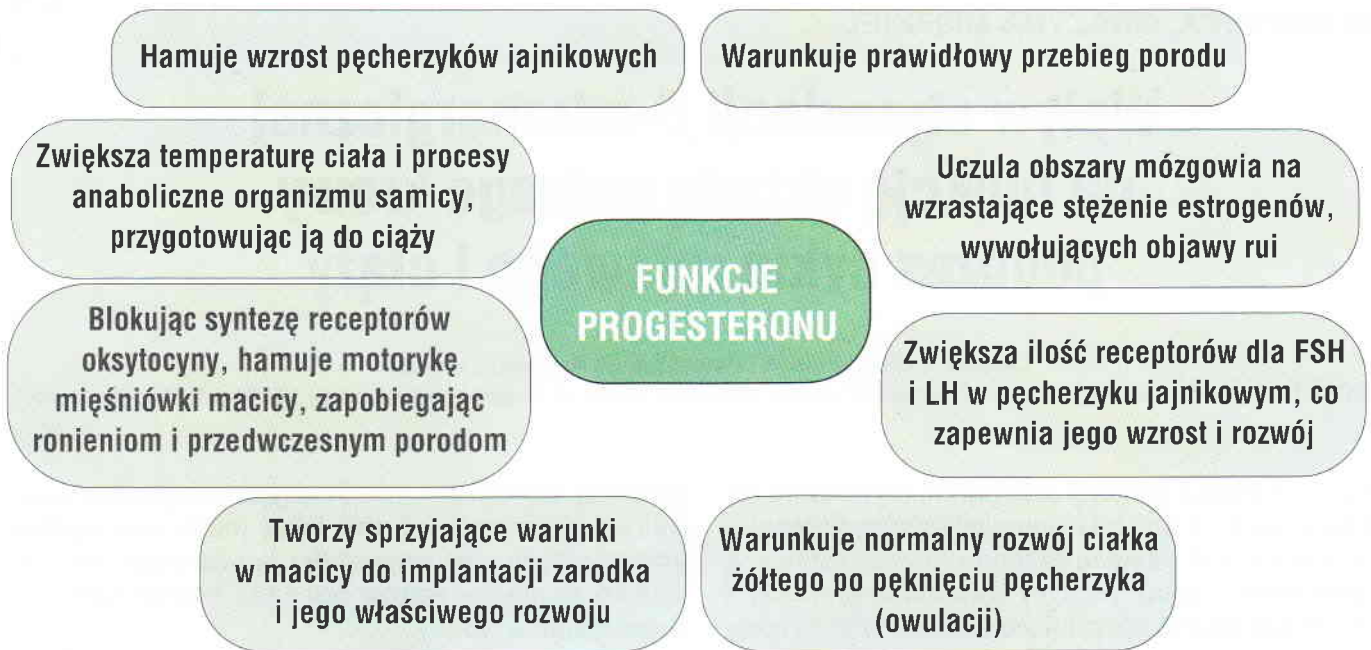 Hamuje wzrost pęcherzyków jajnikowych
Warunkuje prawidłowy przebieg porodu
Zwiększa temperaturę ciała i procesy
anaboliczne organizmu samicy,
przygotowując ją do ciąży
Uczula obszary mózgowia na
wzrastające stężenie estrogenów,
wywołujących objawy rui
FUNKCJE
PROGESTERONU
Blokując syntezę receptorów
oksytocyny, hamuje motorykę
mięśniówki macicy, zapobiegając
ronieniom i przedwczesnym porodom
Zwiększa ilość receptorów dla FSH
i LH w pęcherzyku jajnikowym, co
zapewnia jego wzrost i rozwój
Tworzy sprzyjające warunki
w macicy do implantacji zarodka
i jego właściwego rozwoju
Warunkuje normalny rozwój ciałka
żółtego po pęknięciu pęcherzyka
(owulacji)